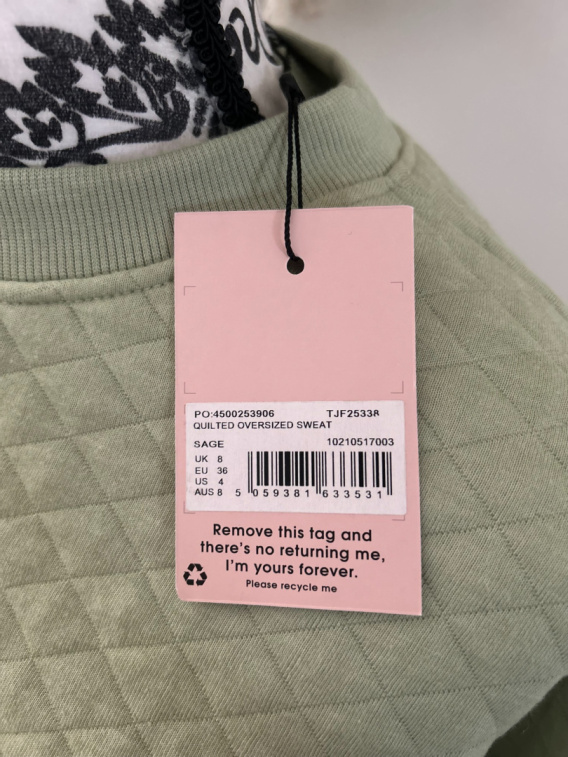 PO:4500253906 TJF25338
QUILTED OVERSIZED SWEAT
SAGE 10210517003
UK 8
EU 36
US 4
AUS 8 5 059381 633531
Remove this tag and
there's no returning me,
I'm yours forever.
Please recycle me